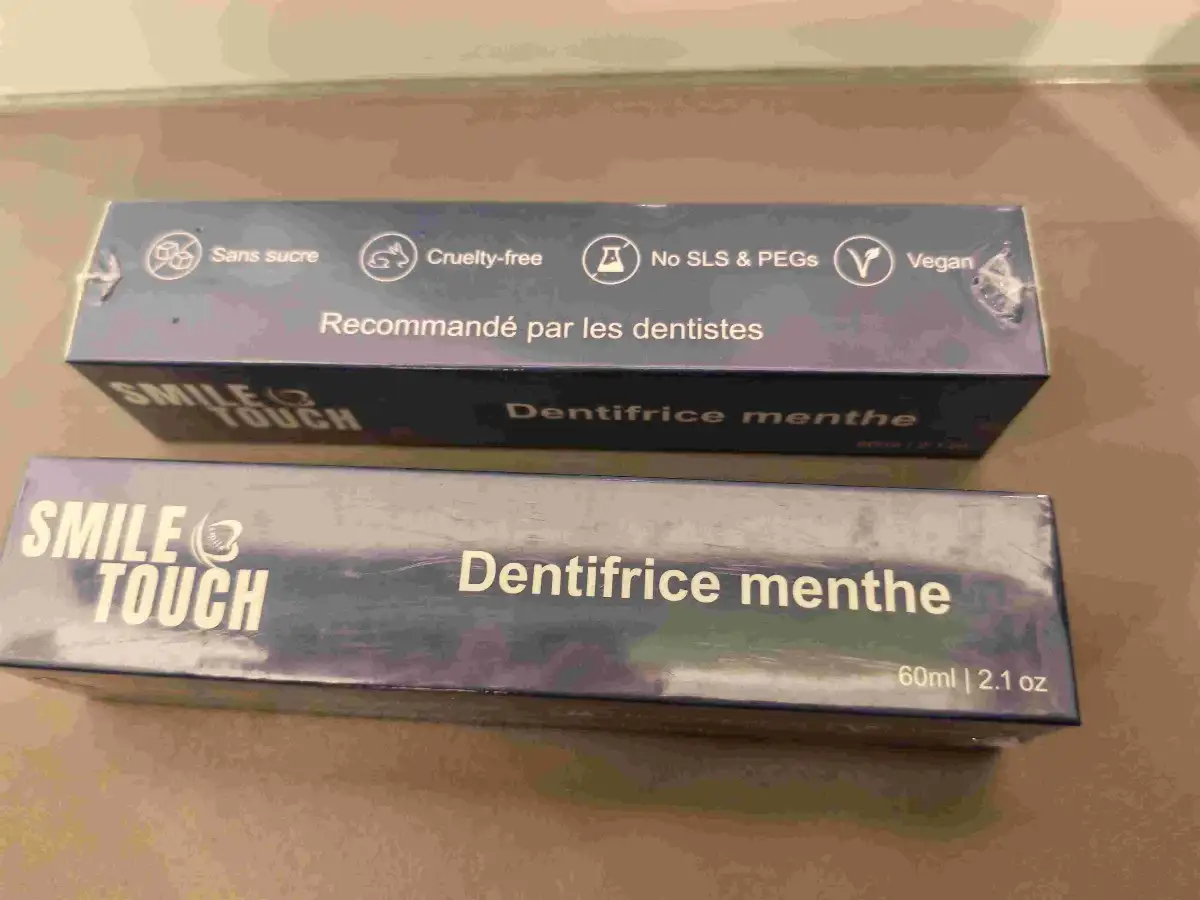 Sans sucre Cruelty-free No SLS & PEGs Vegan
Recommandé par les dentistes
SMILE
TOUCH
Dentifrice menthe
SMILE
TOUCH
Dentifrice menthe
60ml | 2.1 oz